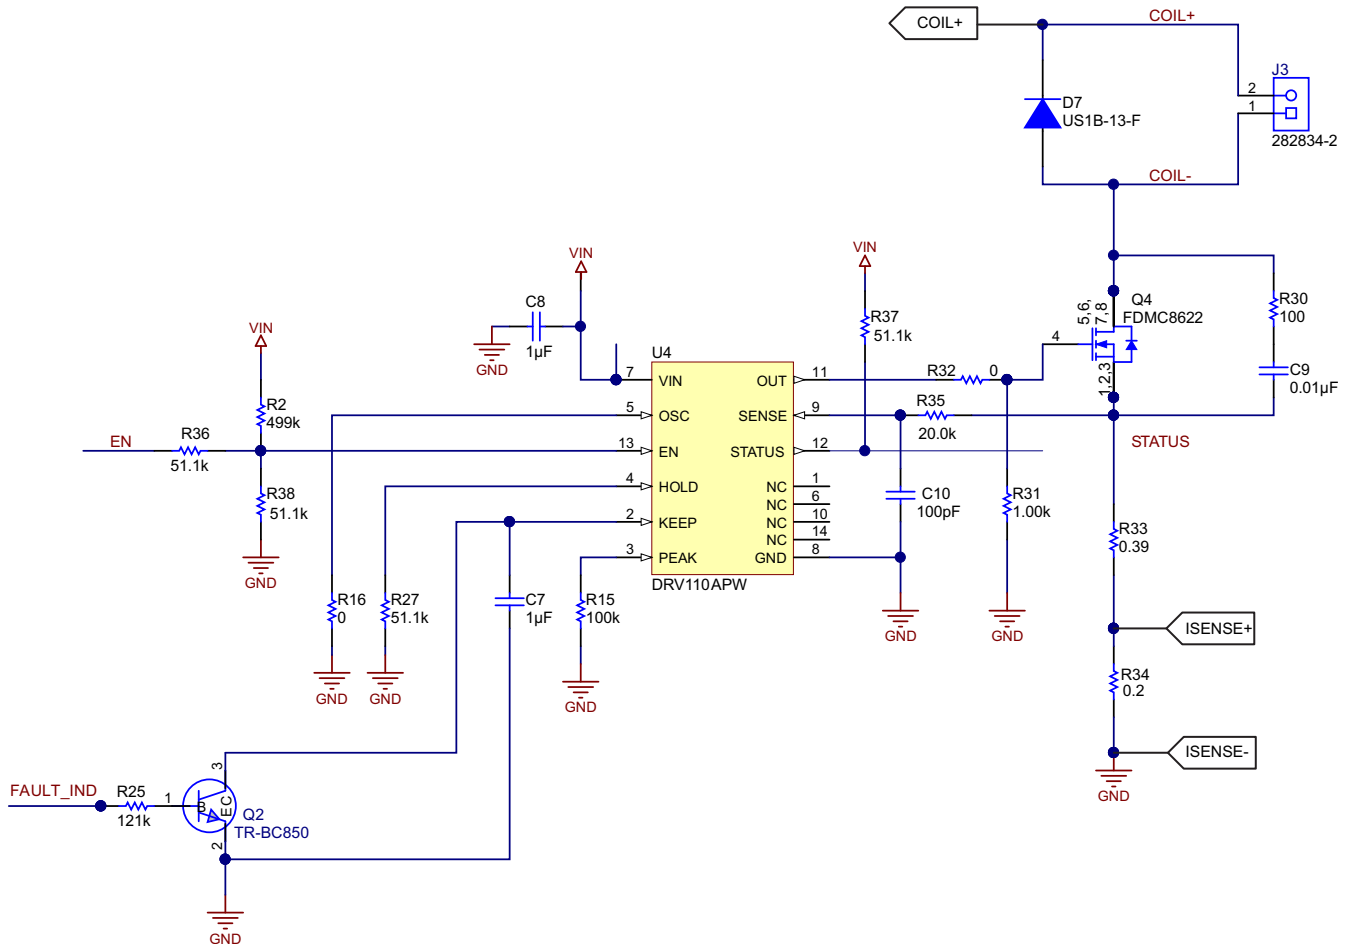 COIL+
COIL+
J3
2
1
282834-2
D7
US1B-13-F
COIL-
VIN
C8
1µF
GND
VIN
R37
51.1k
5,6,
7,8
Q4
FDMC8622
4
1,2,3
R30
100
C9
0.01µF
VIN
R2
499k
EN
R36
51.1k
R38
51.1k
GND
U4
7
VIN
5
OSC
13
EN
4
HOLD
2
KEEP
3
PEAK
OUT
11
SENSE
9
STATUS
12
NC
1
NC
6
NC
10
NC
14
GND
8
DRV110APW
R32
0
R35
20.0k
STATUS
C10
100pF
GND
R31
1.00k
GND
R33
0.39
ISENSE+
R34
0.2
ISENSE-
GND
R16
0
GND
R27
51.1k
GND
C7
1µF
R15
100k
GND
FAULT_IND
R25
121k
1
3
B
E C
2
Q2
TR-BC850
GND